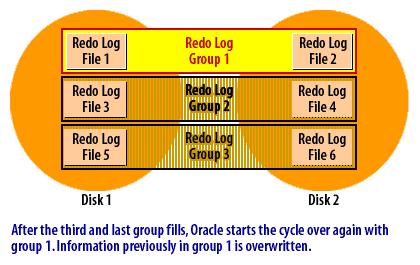 Redo Log File 1
Redo Log Group 1
Redo Log File 2
Redo Log File 3
Redo Log Group 2
Redo Log File 4
Redo Log File 5
Redo Log Group 3
Redo Log File 6
Disk 1
Disk 2
After the third and last group fills, Oracle starts the cycle over again with
group 1. Information previously in group 1 is overwritten.